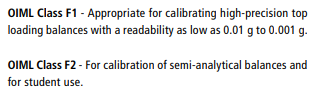 OIML Class F1 - Appropriate for calibrating high-precision top
loading balances with a readability as low as 0.01 g to 0.001 g.
OIML Class F2 - For calibration of semi-analytical balances and
for student use.